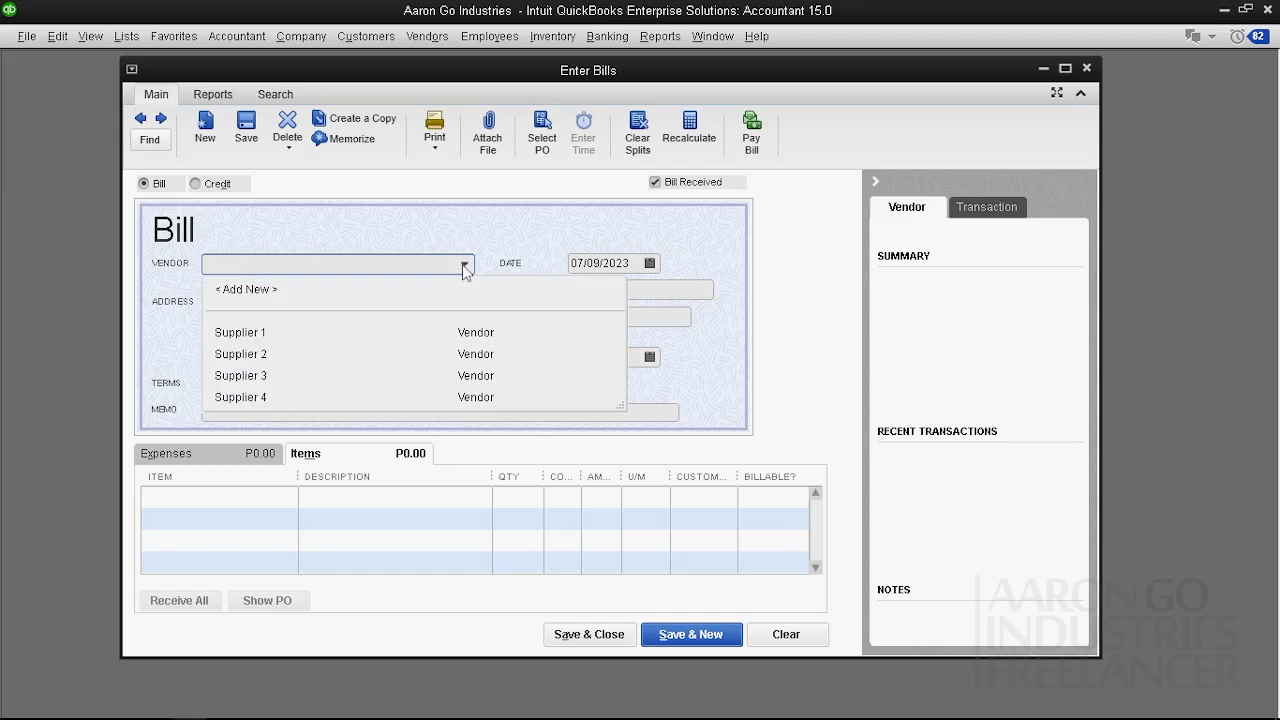 qb
Aaron Go Industries - Intuit QuickBooks Enterprise Solutions: Accountant 15.0
File Edit View Lists Favorites Accountant Company Customers Vendors Employees Inventory Banking Reports Window Help
82
Enter Bills
Main Reports Search
Find New Save Delete Create a Copy Memorize Print Attach File Select PO Enter Time Clear Splits Recalculate Pay Bill
Bill Credit Bill Received
Bill
VENDOR DATE 07/09/2023
< Add New >
ADDRESS
Supplier 1 Vendor
Supplier 2 Vendor
Supplier 3 Vendor
TERMS
Supplier 4 Vendor
MEMO
Expenses P0.00 Items P0.00
ITEM DESCRIPTION QTY CO... AM... U/M CUSTOM... BILLABLE?
Receive All Show PO
Save & Close Save & New Clear
Vendor Transaction
SUMMARY
RECENT TRANSACTIONS
NOTES
AARON GO
INDUSTRIES
FREELANCER